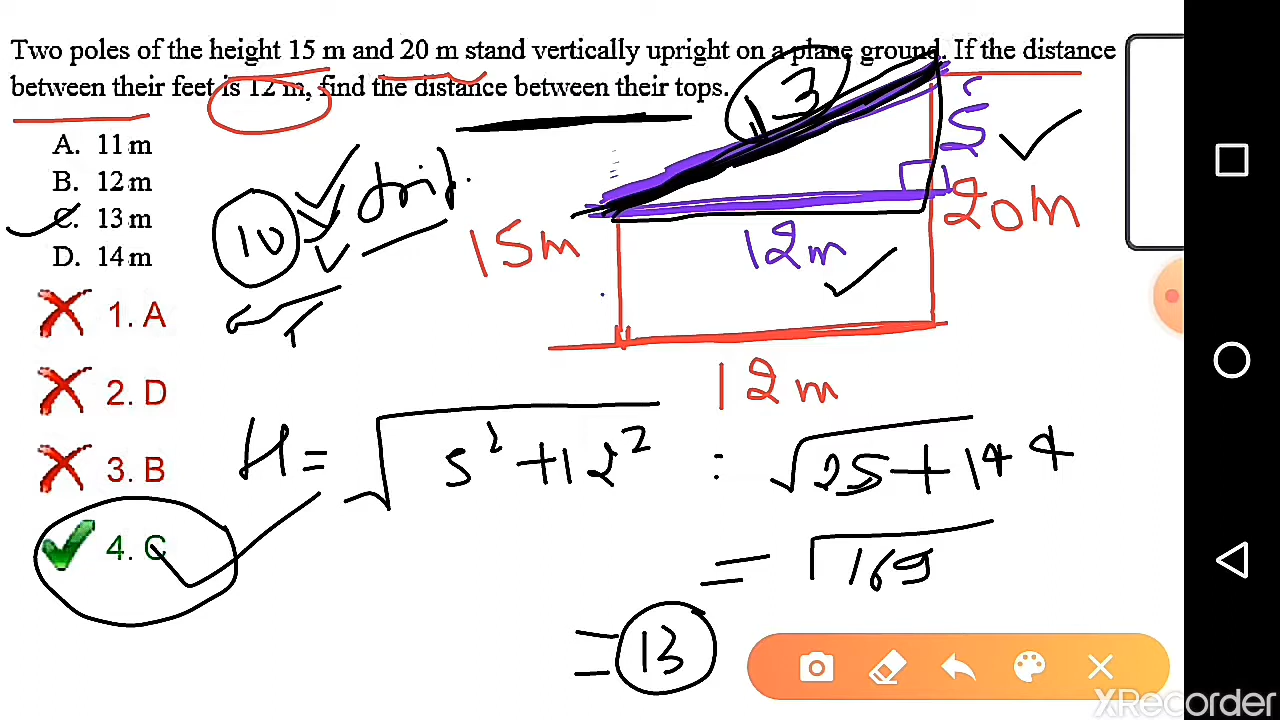 Two poles of the height 15 m and 20 m stand vertically upright on a plane ground. If the distance
between their feet is 12 m, find the distance between their tops.
A. 11 m
B. 12 m
C. 13 m
D. 14 m
1. A
2. D
3. B
4. C
10
T
13
5
15m
12m
20m
12m
H = √5² + 12² : √25 + 144
= √169
= 13
XRecorder